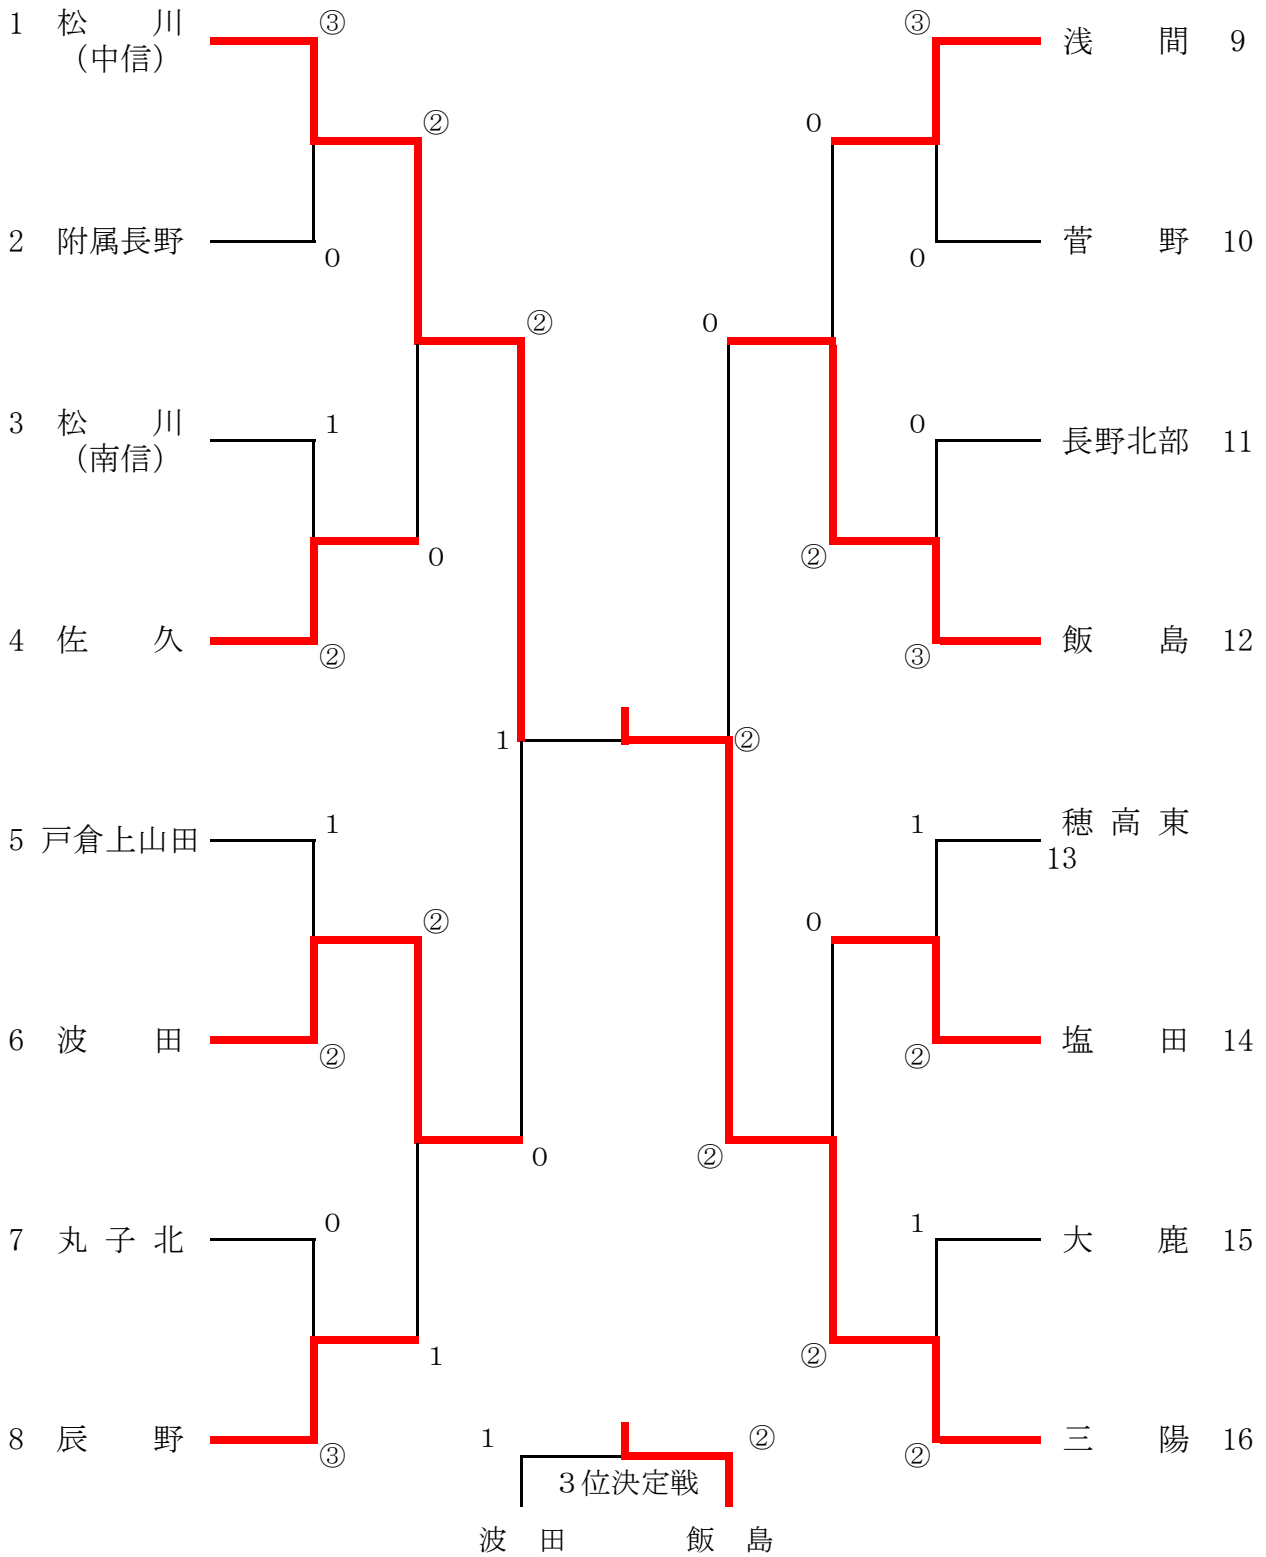 1 松川 ③
(中信)
②
2 附属長野 0
②
3 松川 1
(南信)
0
4 佐久 ②
1
5 戸倉上山田 1
②
6 波田 ②
0
7 丸子北 0
1
8 辰野 ③
③ 浅間 9
0
0 菅野 10
0
0 長野北部 11
②
③ 飯島 12
②
1 穂高東
13
0
② 塩田 14
②
1 大鹿 15
②
② 三陽 16
1 ②
3位決定戦
波田 飯島